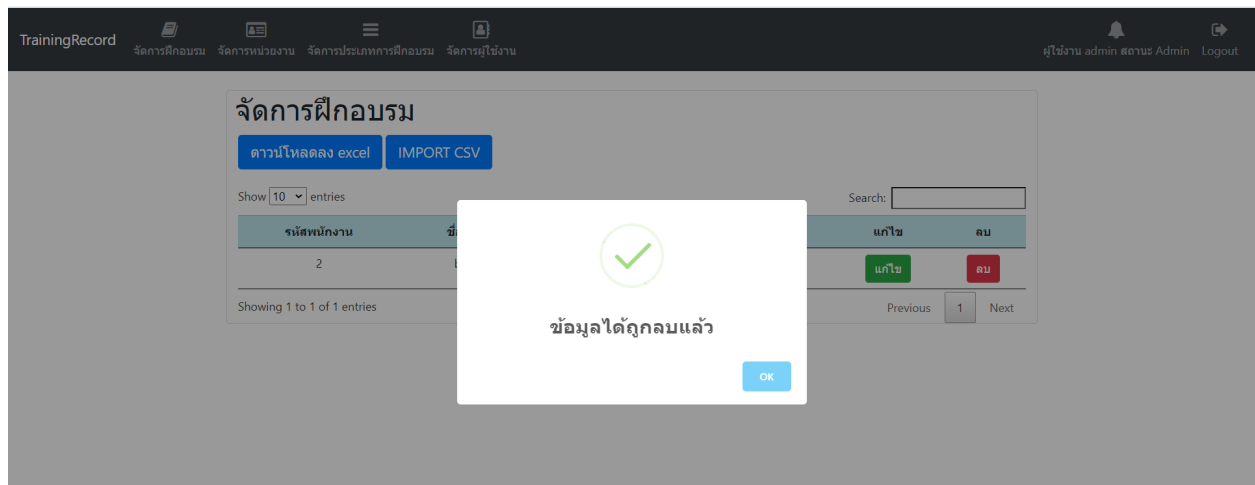 TrainingRecord
จัดการฝึกอบรม จัดการหน่วยงาน จัดการประเภทการฝึกอบรม จัดการผู้ใช้งาน
ผู้ใช้งาน admin สถานะ Admin Logout
จัดการฝึกอบรม
ดาวน์โหลดลง excel IMPORT CSV
Show 10 entries Search:
รหัสพนักงาน แก้ไข ลบ
2 แก้ไข ลบ
Showing 1 to 1 of 1 entries Previous 1 Next
ข้อมูลได้ถูกลบแล้ว
OK